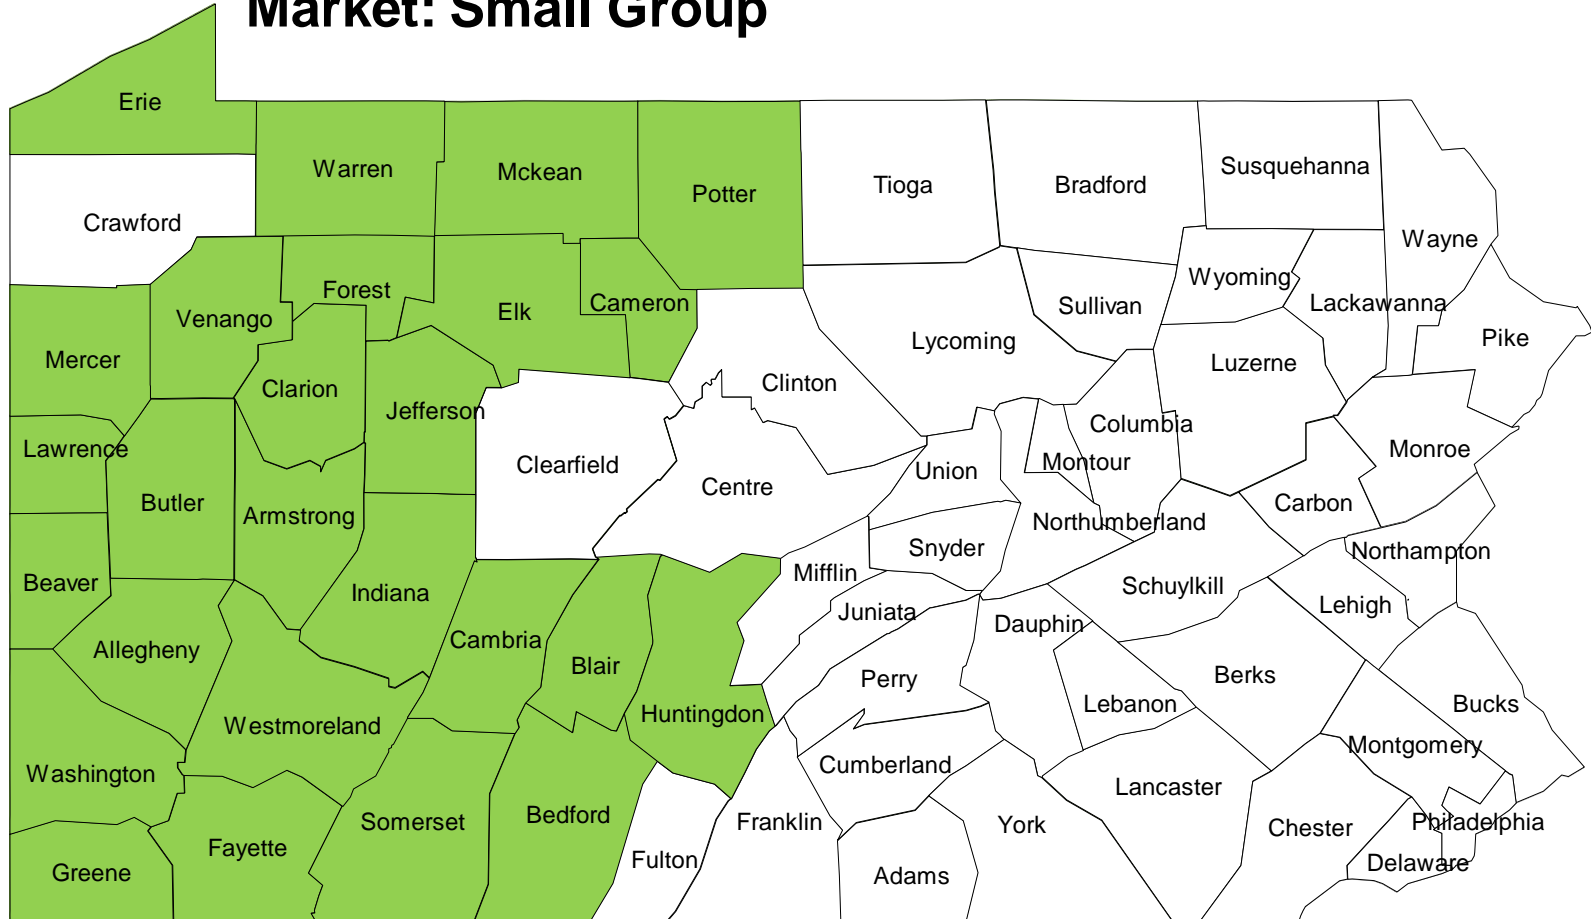 Market: Small Group
Erie
Warren
Mckean
Potter
Tioga
Bradford
Susquehanna
Crawford
Wayne
Forest
Venango
Elk
Cameron
Wyoming
Sullivan
Lackawanna
Mercer
Clarion
Jefferson
Clinton
Lycoming
Luzerne
Pike
Lawrence
Butler
Armstrong
Clearfield
Centre
Union
Columbia
Montour
Monroe
Carbon
Northumberland
Snyder
Northampton
Beaver
Indiana
Mifflin
Juniata
Schuylkill
Lehigh
Allegheny
Cambria
Blair
Dauphin
Perry
Lebanon
Berks
Bucks
Westmoreland
Huntingdon
Montgomery
Washington
Cumberland
Lancaster
Somerset
Bedford
Franklin
York
Chester
Philadelphia
Greene
Fayette
Fulton
Adams
Delaware